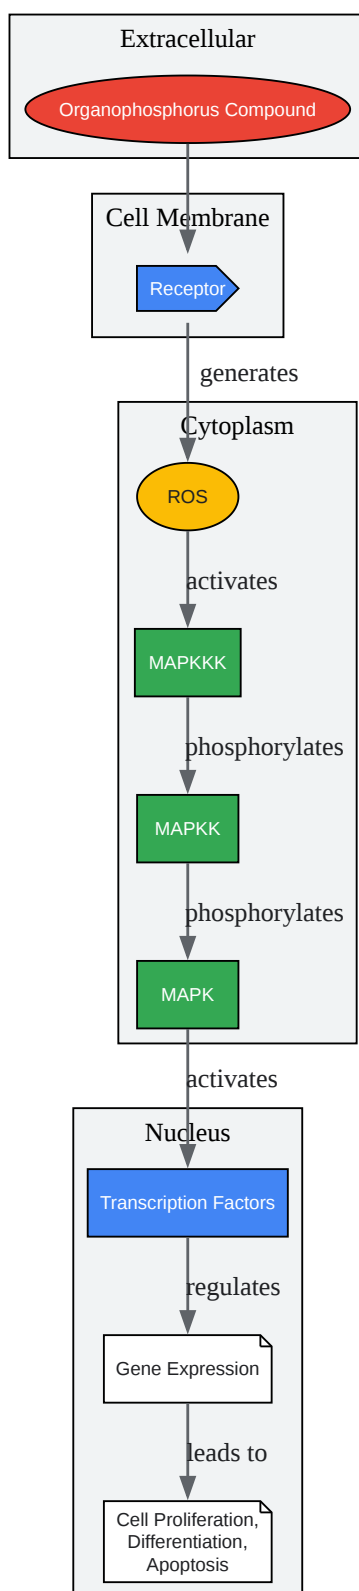 Extracellular
Organophosphorus Compound
Cell Membrane
Receptor
generates
Cytoplasm
ROS
activates
MAPKKK
phosphorylates
MAPKK
phosphorylates
MAPK
activates
Nucleus
Transcription Factors
regulates
Gene Expression
leads to
Cell Proliferation,
Differentiation,
Apoptosis